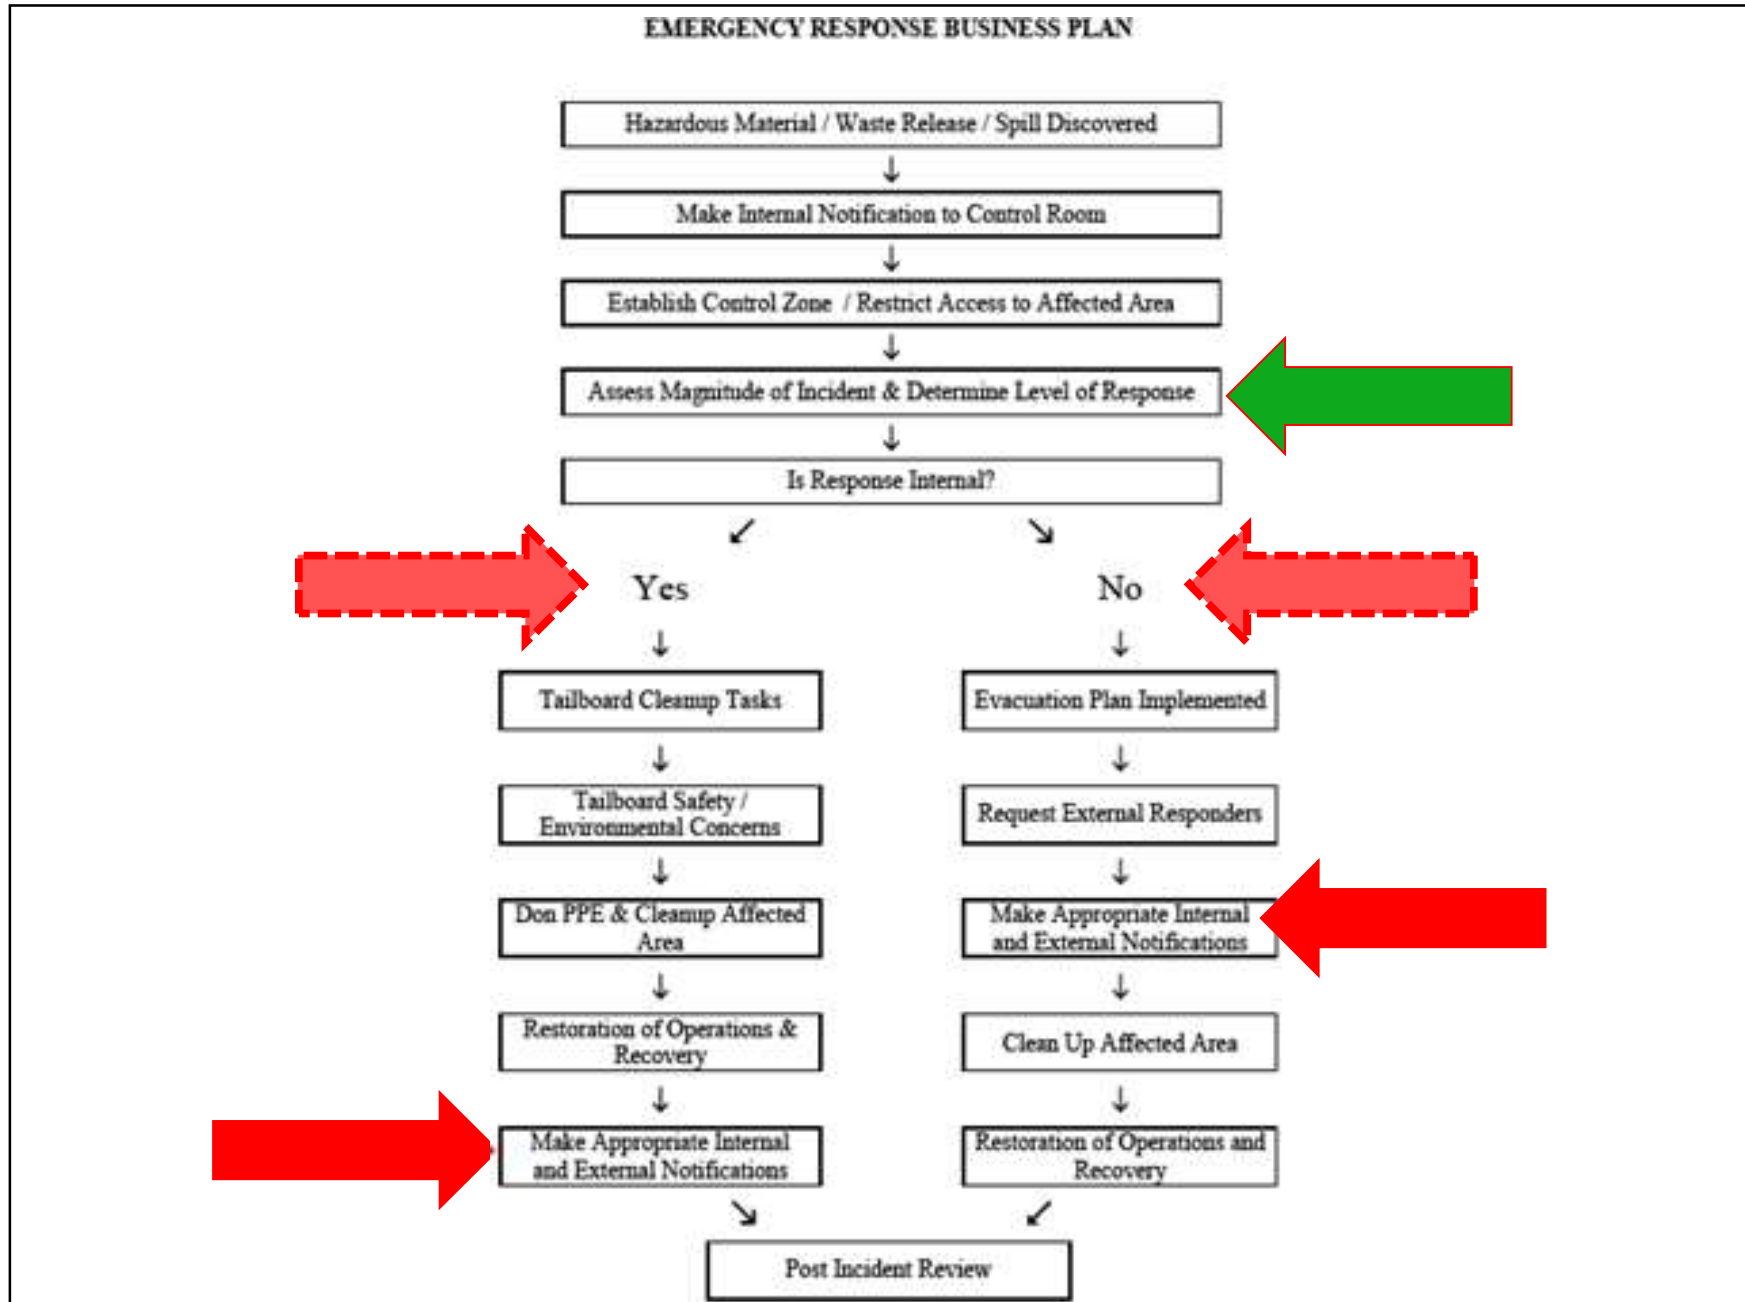 EMERGENCY RESPONSE BUSINESS PLAN
Hazardous Material / Waste Release / Spill Discovered
Make Internal Notification to Control Room
Establish Control Zone / Restrict Access to Affected Area
Assess Magnitude of Incident & Determine Level of Response
Is Response Internal?
Yes
No
Tailboard Cleanup Tasks
Tailboard Safety /
Environmental Concerns
Don PPE & Cleanup Affected
Area
Restoration of Operations &
Recovery
Make Appropriate Internal
and External Notifications
Evacuation Plan Implemented
Request External Responders
Make Appropriate Internal
and External Notifications
Clean Up Affected Area
Restoration of Operations and
Recovery
Post Incident Review